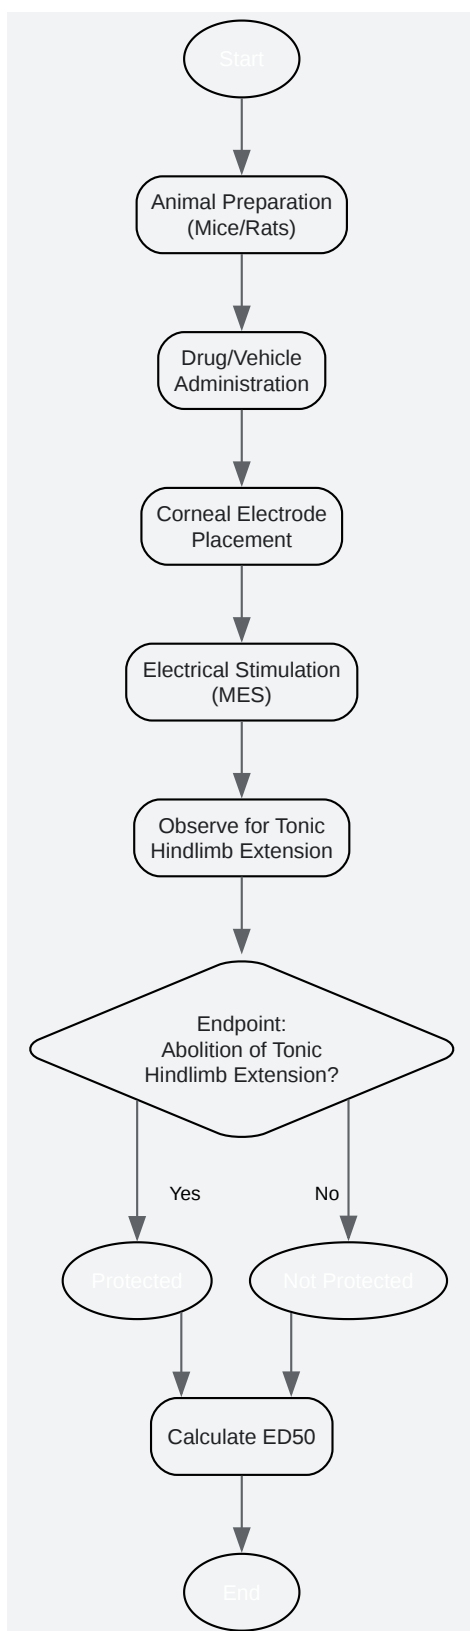 Start
Animal Preparation
(Mice/Rats)
Drug/Vehicle
Administration
Corneal Electrode
Placement
Electrical Stimulation
(MES)
Observe for Tonic
Hindlimb Extension
Endpoint:
Abolition of Tonic
Hindlimb Extension?
Yes
No
Protected
Not Protected
Calculate ED50
End